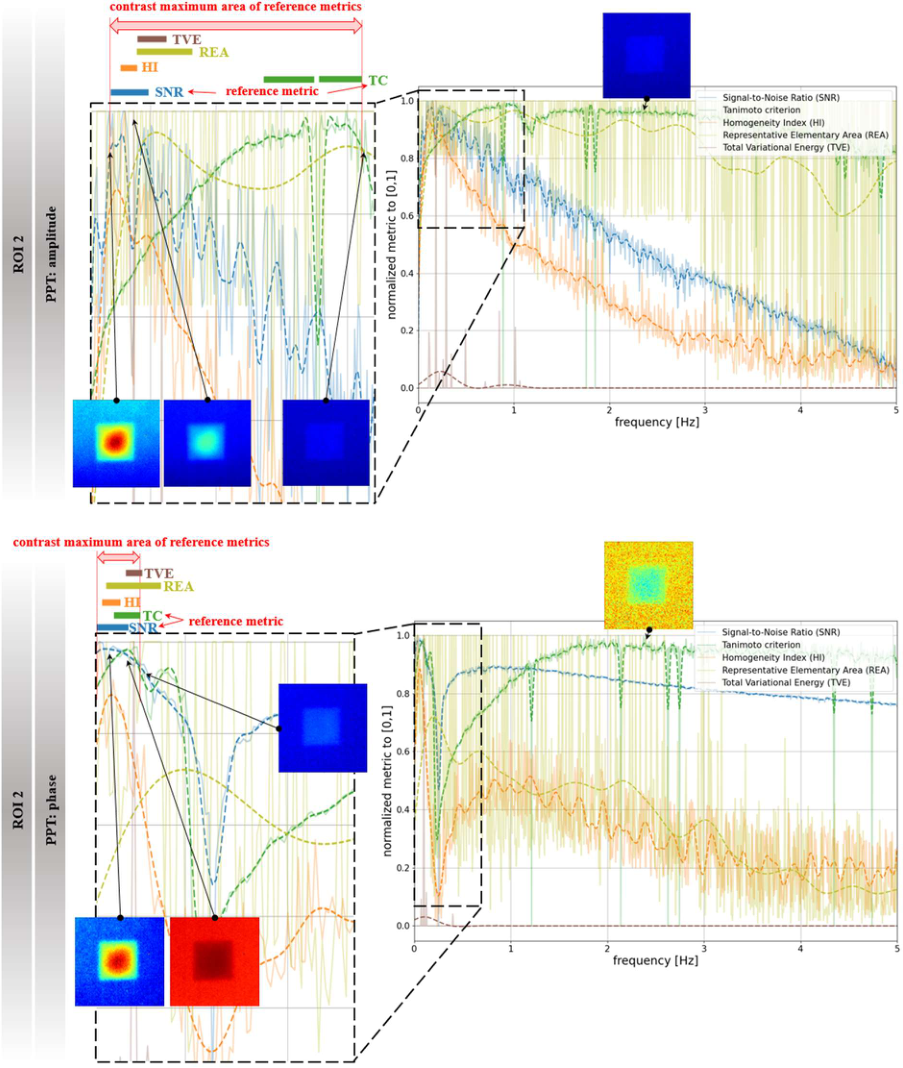 contrast maximum area of reference metrics
TVE
REA
HI
TC
SNR
reference metric
ROI 2
PPT: amplitude
normalized metric to [0,1]
1.0
0.8
0.6
0.4
0.2
0.0
Signal-to-Noise Ratio (SNR)
Tanimoto criterion
Homogeneity Index (HI)
Representative Elementary Area (REA)
Total Variational Energy (TVE)
0 1 2 3 4 5
frequency [Hz]
contrast maximum area of reference metrics
TVE
REA
HI
TC
reference metric
SNR
ROI 2
PPT: phase
normalized metric to [0,1]
1.0
0.8
0.6
0.4
0.2
0.0
Signal-to-Noise Ratio (SNR)
Tanimoto criterion
Homogeneity Index (HI)
Representative Elementary Area (REA)
Total Variational Energy (TVE)
0 1 2 3 4 5
frequency [Hz]